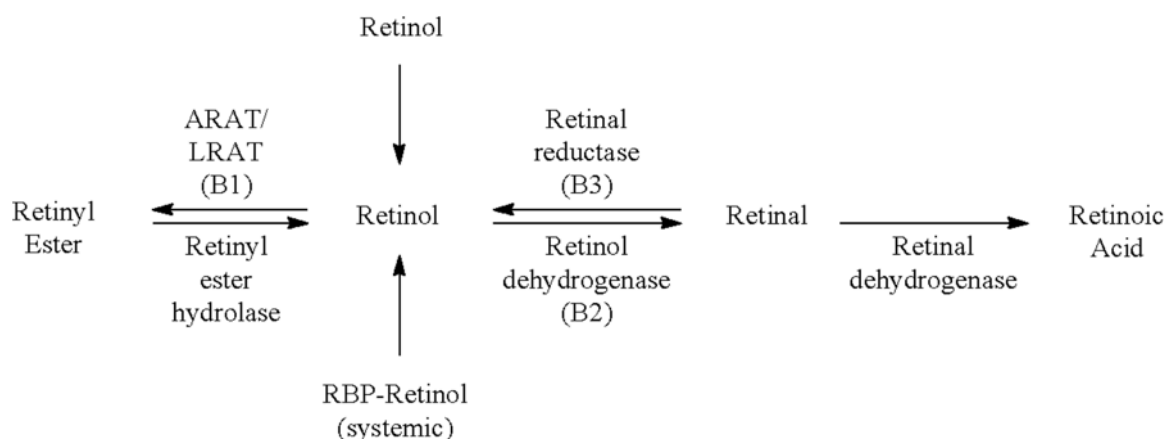 Retinol
ARAT/
LRAT
(B1)
Retinal
reductase
(B3)
Retinyl
Ester
Retinol
Retinal
Retinoic
Acid
Retinyl
ester
hydrolase
Retinol
dehydrogenase
(B2)
Retinal
dehydrogenase
RBP-Retinol
(systemic)